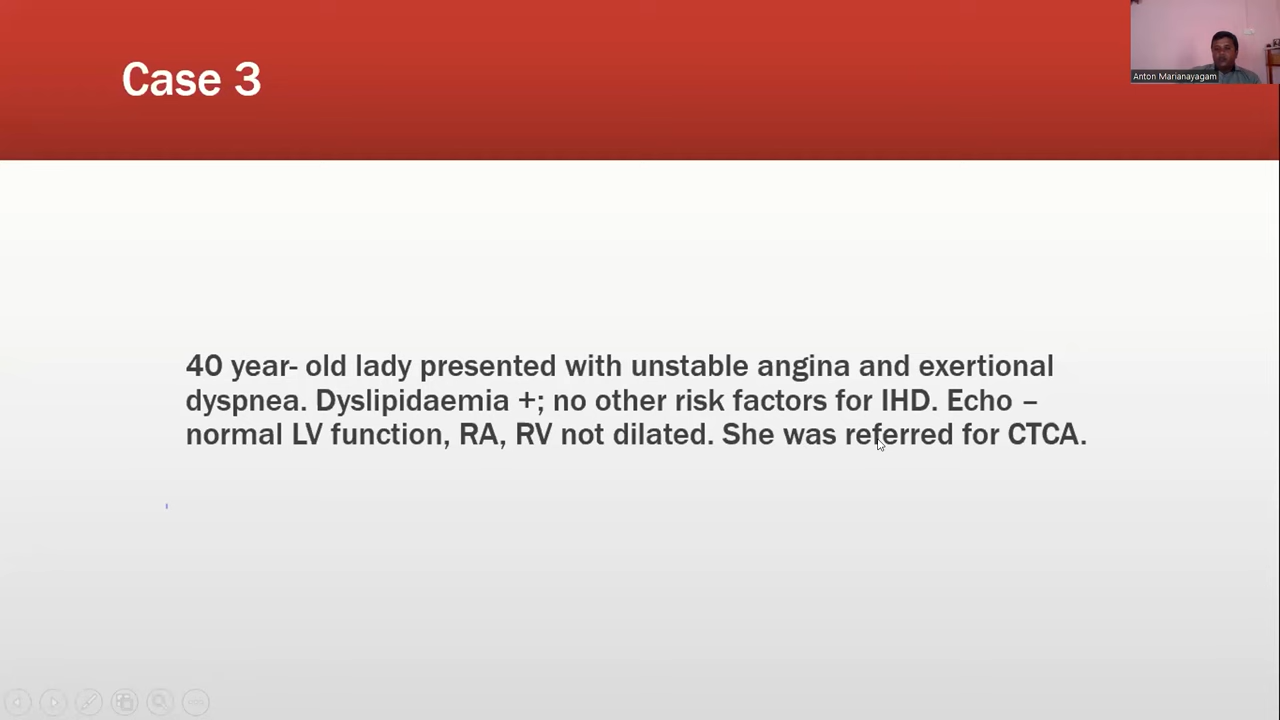 Case 3
Anton Marianayagam
40 year- old lady presented with unstable angina and exertional
dyspnea. Dyslipidaemia +; no other risk factors for IHD. Echo –
normal LV function, RA, RV not dilated. She was referred for CTCA.